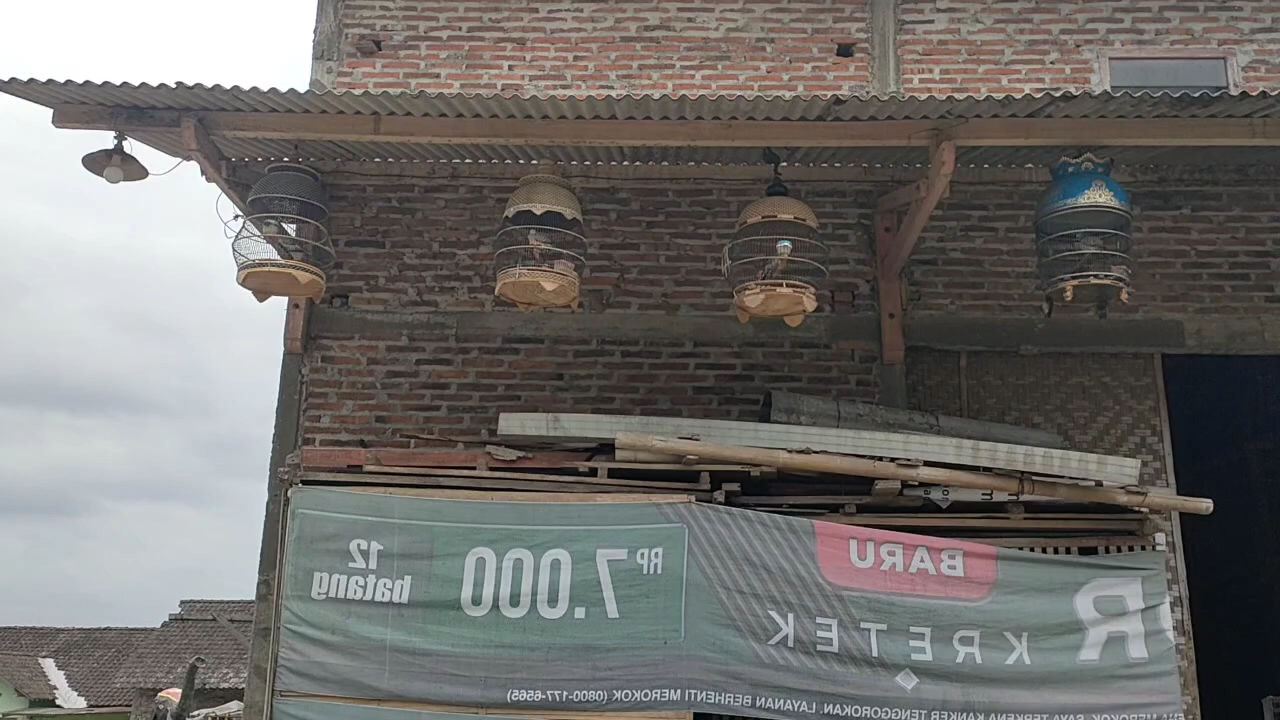 BARU
R
KRETEK
RP 7.000
12
batang
MEROKOK, SAYA TERKENA KANKER TENGGOROKAN. LAYANAN BERHENTI MEROKOK (0800-177-6565)